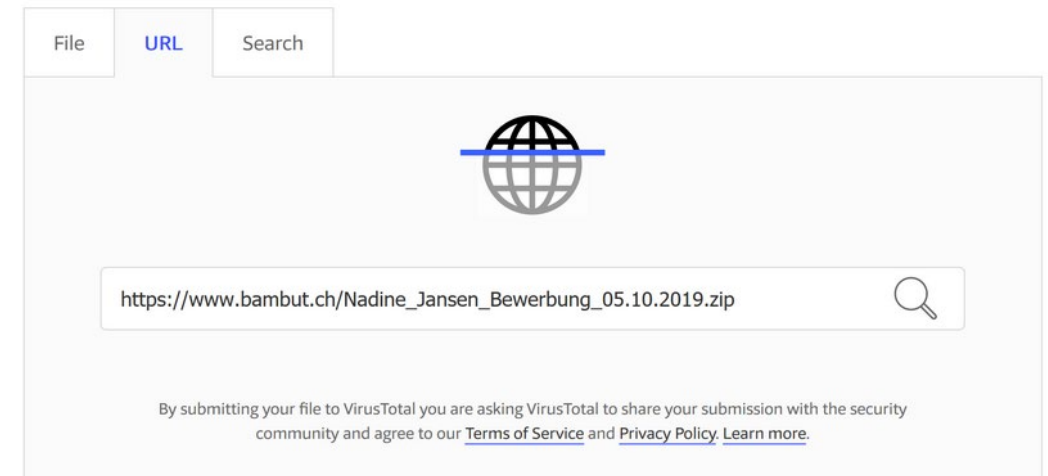 File URL Search
https://www.bambut.ch/Nadine_Jansen_Bewerbung_05.10.2019.zip
By submitting your file to VirusTotal you are asking VirusTotal to share your submission with the security
community and agree to our Terms of Service and Privacy Policy. Learn more.